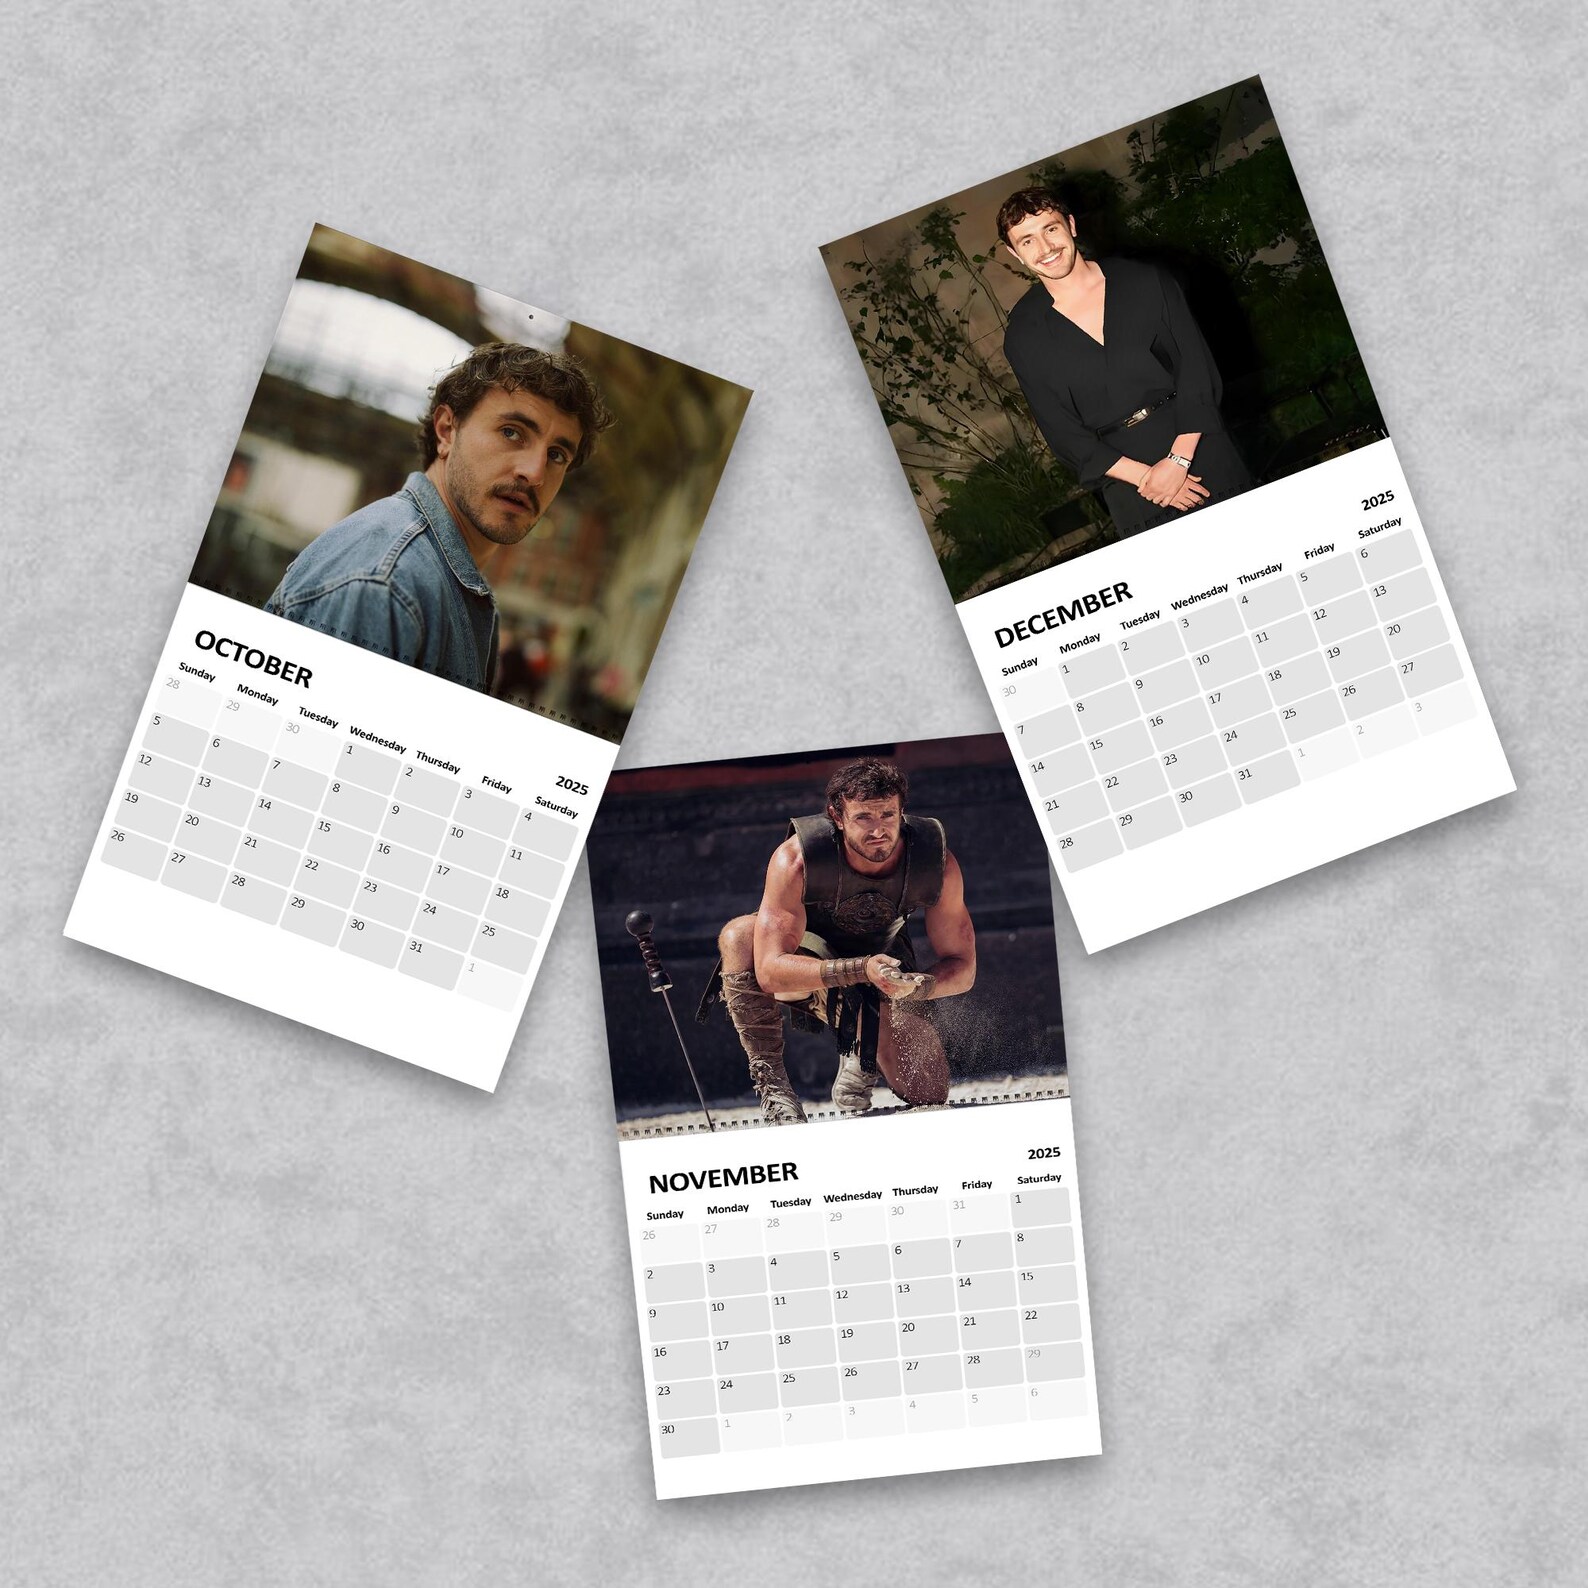 OCTOBER
2025
Sunday Monday Tuesday Wednesday Thursday Friday Saturday
28 29 30 1 2 3 4
5 6 7 8 9 10 11
12 13 14 15 16 17 18
19 20 21 22 23 24 25
26 27 28 29 30 31 1
DECEMBER
2025
Sunday Monday Tuesday Wednesday Thursday Friday Saturday
30 1 2 3 4 5 6
7 8 9 10 11 12 13
14 15 16 17 18 19 20
21 22 23 24 25 26 27
28 29 30 31 1 2 3
NOVEMBER
2025
Sunday Monday Tuesday Wednesday Thursday Friday Saturday
26 27 28 29 30 31 1
2 3 4 5 6 7 8
9 10 11 12 13 14 15
16 17 18 19 20 21 22
23 24 25 26 27 28 29
30 1 2 3 4 5 6